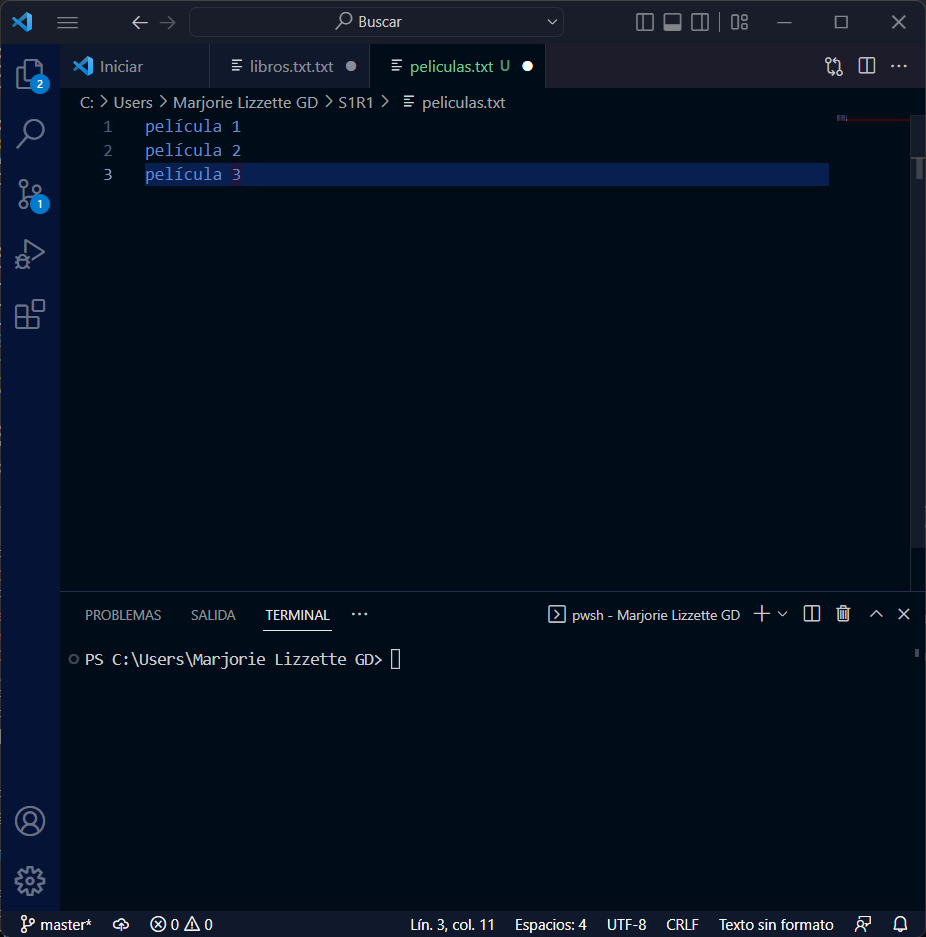 Buscar
Iniciar
libros.txt.txt
peliculas.txt U
C: > Users > Marjorie Lizzette GD > S1R1 > peliculas.txt
1 película 1
2 película 2
3 película 3
2
1
PROBLEMAS SALIDA TERMINAL ··· pwsh - Marjorie Lizzette GD
PS C:\Users\Marjorie Lizzette GD>
master* 0 0 Lín. 3, col. 11 Espacios: 4 UTF-8 CRLF Texto sin formato